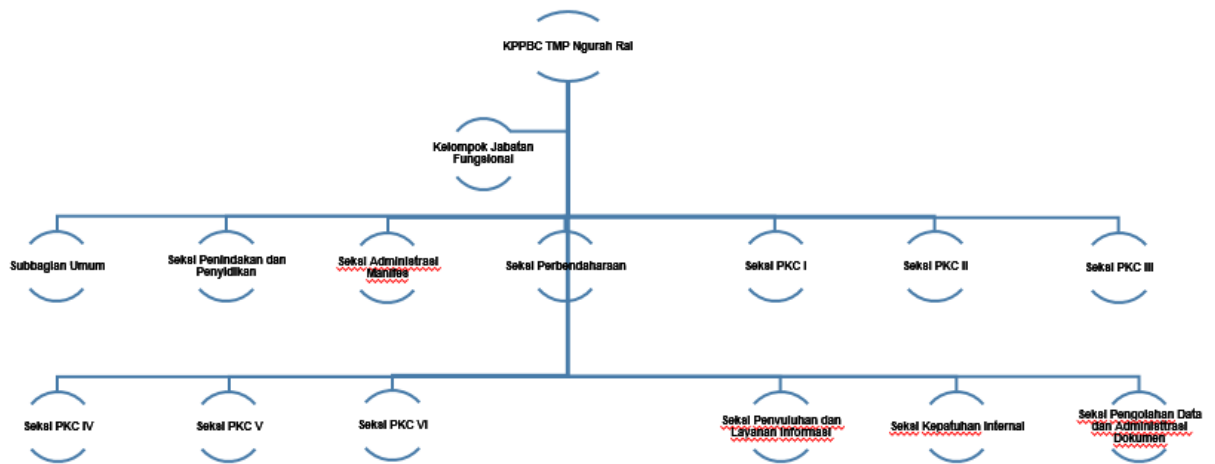 KPPBC TMP Ngurah Rai
Kelompok Jabatan
Fungsional
Subbagian Umum
Seksi Penindakan dan
Penyidikan
Seksi Administrasi
Manifes
Seksi Perbendaharaan
Seksi PKC I
Seksi PKC II
Seksi PKC III
Seksi PKC IV
Seksi PKC V
Seksi PKC VI
Seksi Penyuluhan dan
Layanan Informasi
Seksi Kepatuhan Internal
Seksi Pengolahan Data
dan Administrasi
Dokumen